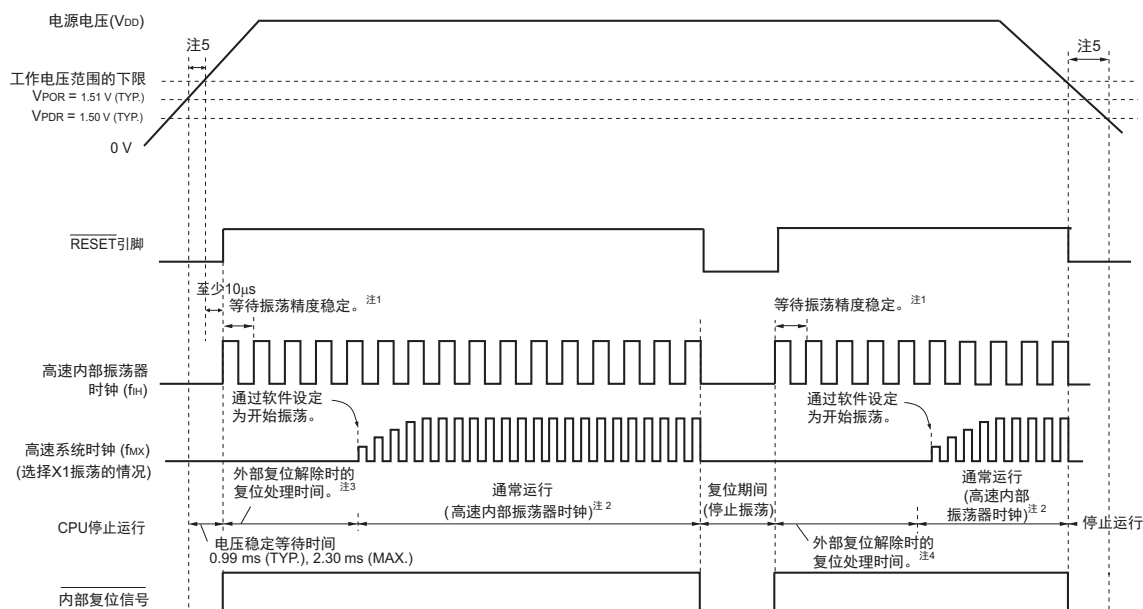 电源电压(VDD)
注5
注5
工作电压范围的下限
VPOR = 1.51 V (TYP.)
VPDR = 1.50 V (TYP.)
0 V
RESET引脚
至少10μs
等待振荡精度稳定。注1
等待振荡精度稳定。注1
高速内部振荡器
时钟 (fIH)
通过软件设定
为开始振荡。
通过软件设定
为开始振荡。
高速系统时钟 (fMX)
(选择X1振荡的情况)
外部复位解除时的
复位处理时间。注3
通常运行
(高速内部振荡器时钟)注 2
复位期间
(停止振荡)
通常运行
(高速内部
振荡器时钟)注 2
CPU停止运行
停止运行
电压稳定等待时间
0.99 ms (TYP.), 2.30 ms (MAX.)
外部复位解除时的
复位处理时间。注4
内部复位信号